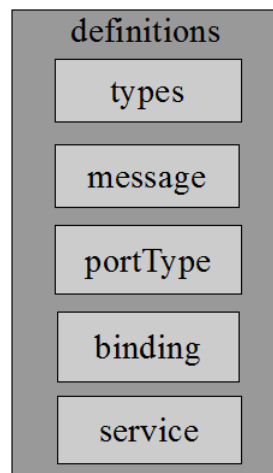 definitions
types
message
portType
binding
service